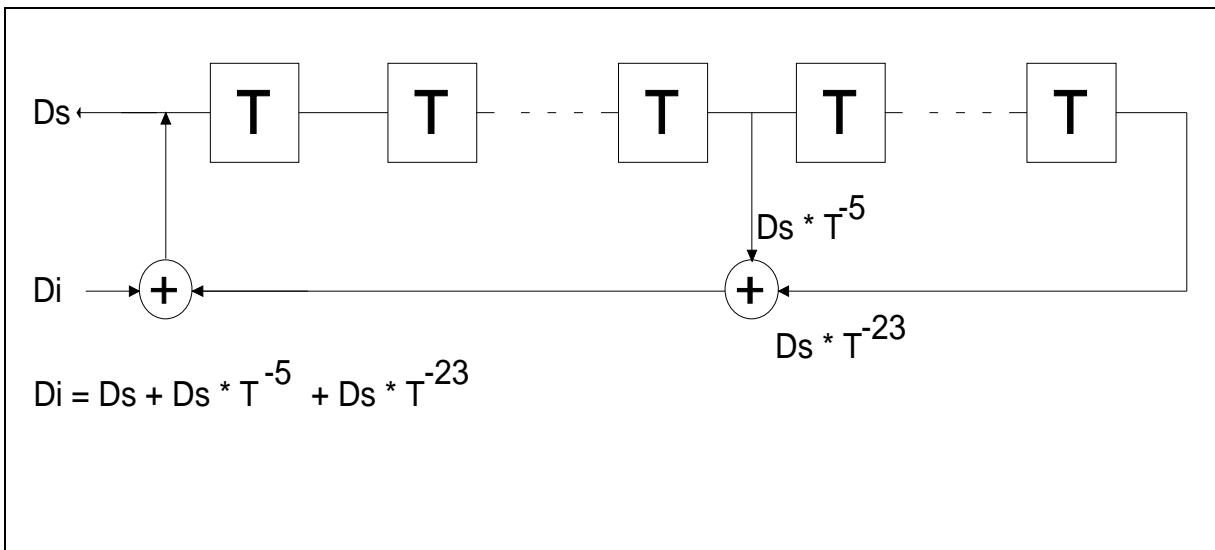 Ds T T T T T
Ds * T-5
Di + +
Ds * T-23
Di = Ds + Ds * T-5 + Ds * T-23